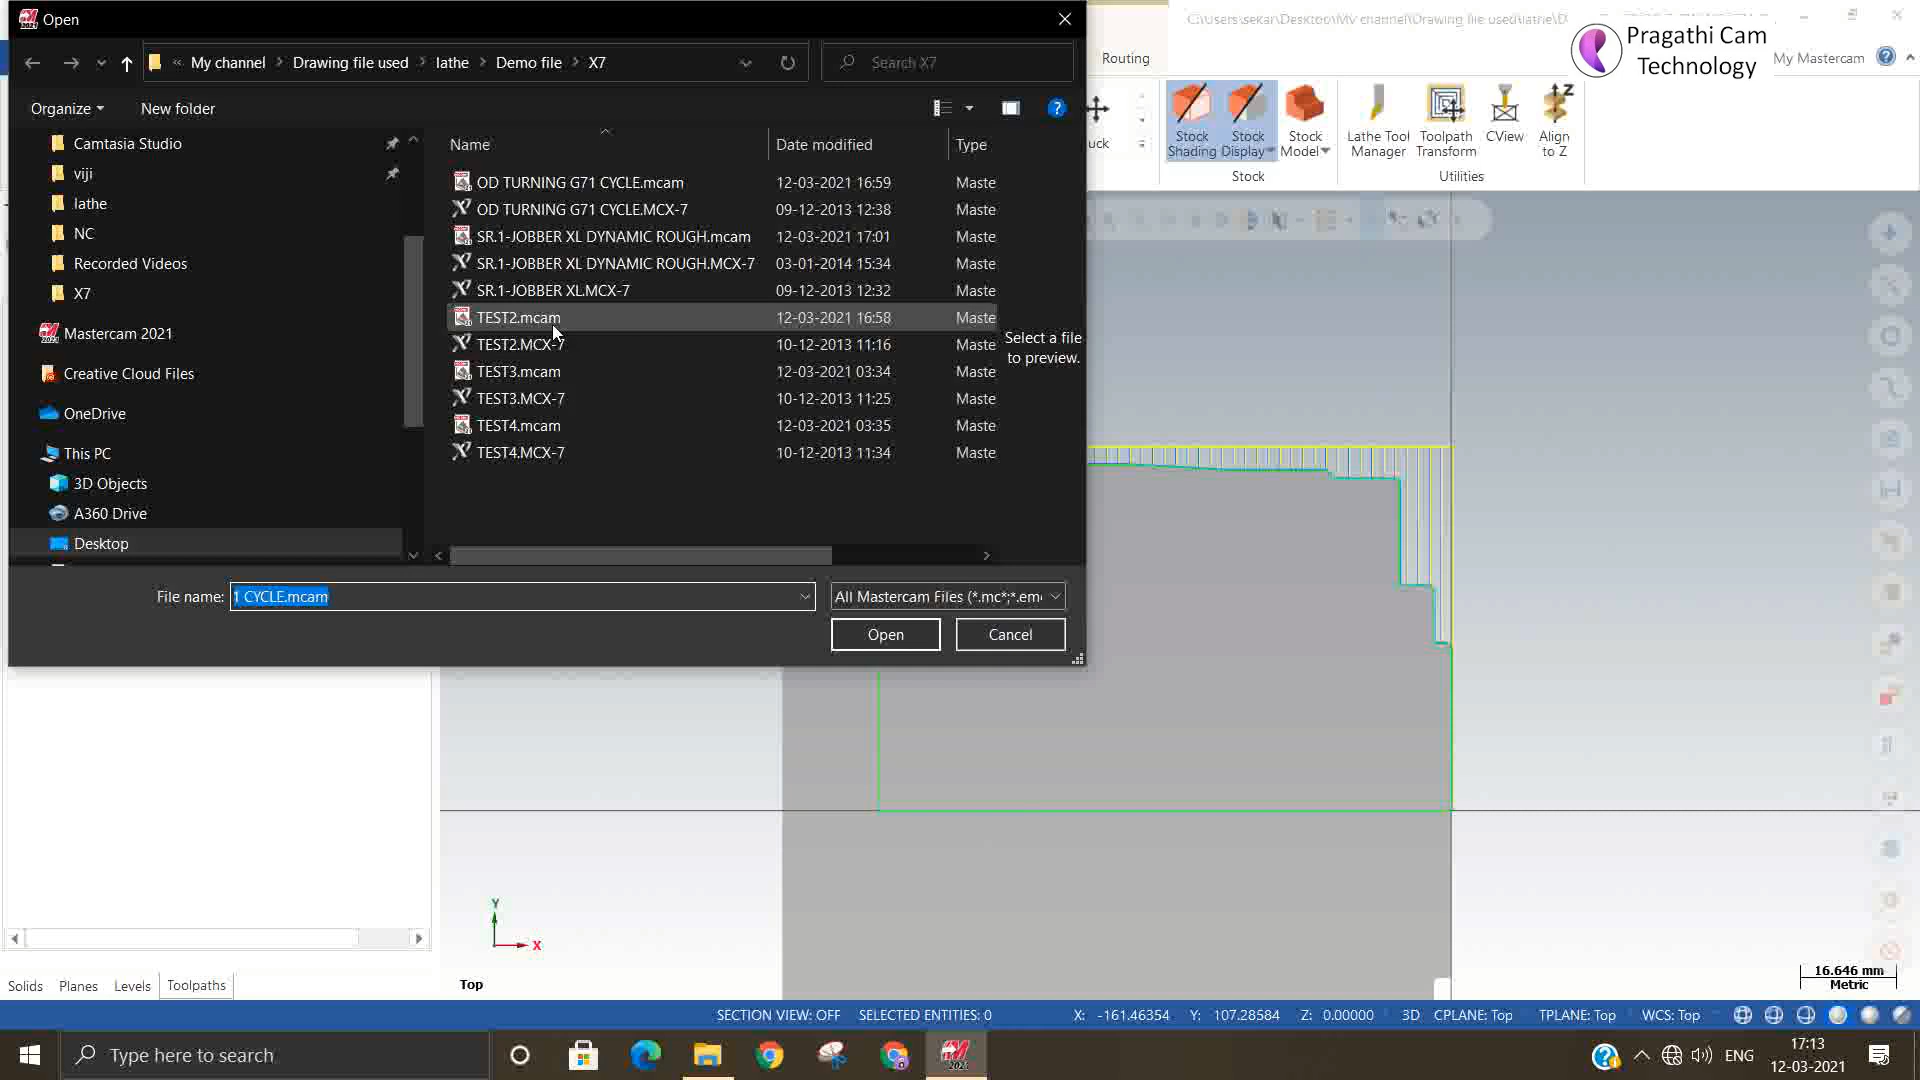 Open
C:\Users\sekar\Desktop\My channel\Drawing file used\lathe\D
Pragathi Cam
Technology
« My channel > Drawing file used > lathe > Demo file > X7
Search X7
Routing
My Mastercam
Organize
New folder
Camtasia Studio
viji
lathe
NC
Recorded Videos
X7
Mastercam 2021
Creative Cloud Files
OneDrive
This PC
3D Objects
A360 Drive
Desktop
Name Date modified Type
OD TURNING G71 CYCLE.mcam 12-03-2021 16:59 Maste
OD TURNING G71 CYCLE.MCX-7 09-12-2013 12:38 Maste
SR.1-JOBBER XL DYNAMIC ROUGH.mcam 12-03-2021 17:01 Maste
SR.1-JOBBER XL DYNAMIC ROUGH.MCX-7 03-01-2014 15:34 Maste
SR.1-JOBBER XL.MCX-7 09-12-2013 12:32 Maste
TEST2.mcam 12-03-2021 16:58 Maste
TEST2.MCX-7 10-12-2013 11:16 Maste
TEST3.mcam 12-03-2021 03:34 Maste
TEST3.MCX-7 10-12-2013 11:25 Maste
TEST4.mcam 12-03-2021 03:35 Maste
TEST4.MCX-7 10-12-2013 11:34 Maste
Select a file
to preview.
File name: 1 CYCLE.mcam
All Mastercam Files (*.mc*;*.em
Open
Cancel
uck
Stock
Shading
Stock
Display
Stock
Model
Stock
Lathe Tool
Manager
Toolpath
Transform
CView
Align
to Z
Utilities
Y
X
Top
16.646 mm
Metric
Solids
Planes
Levels
Toolpaths
SECTION VIEW: OFF SELECTED ENTITIES: 0 X: -161.46354 Y: 107.28584 Z: 0.00000 3D CPLANE: Top TPLANE: Top WCS: Top
Type here to search
2021
ENG
17:13
12-03-2021